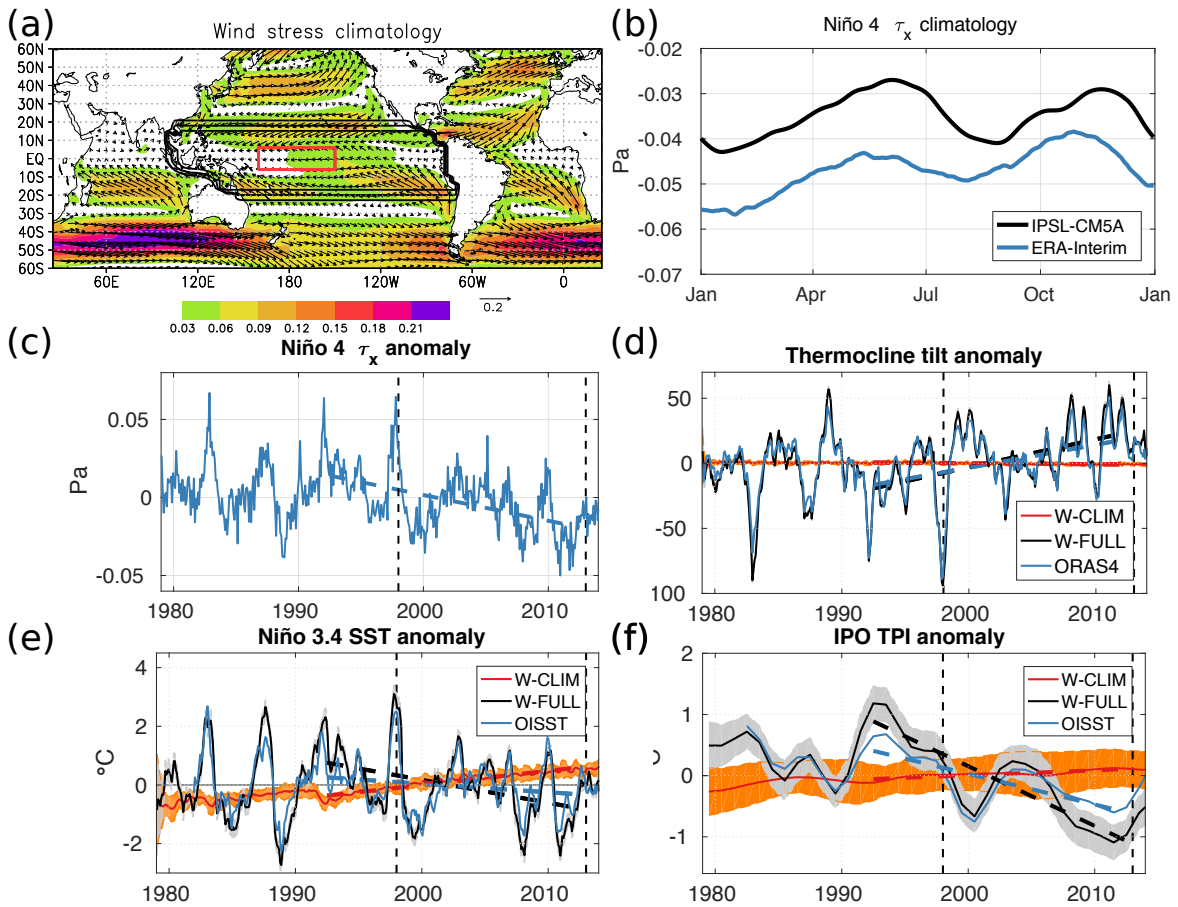 (a)
Wind stress climatology
60N
50N
40N
30N
20N
10N
EQ
10S
20S
30S
40S
50S
60S
60E 120E 180 120W 60W 0
0.03 0.06 0.09 0.12 0.15 0.18 0.21
0.2
(b)
Niño 4 τx climatology
-0.02
-0.03
-0.04
-0.05
-0.06
-0.07
Pa
IPSL-CM5A
ERA-Interim
Jan Apr Jul Oct Jan
(c)
Niño 4 τx anomaly
0.05
0
-0.05
Pa
1980 1990 2000 2010
(d)
Thermocline tilt anomaly
50
0
-50
100
W-CLIM
W-FULL
ORAS4
1980 1990 2000 2010
(e)
Niño 3.4 SST anomaly
4
2
0
-2
°C
W-CLIM
W-FULL
OISST
1980 1990 2000 2010
(f)
IPO TPI anomaly
2
1
0
-1
W-CLIM
W-FULL
OISST
1980 1990 2000 2010